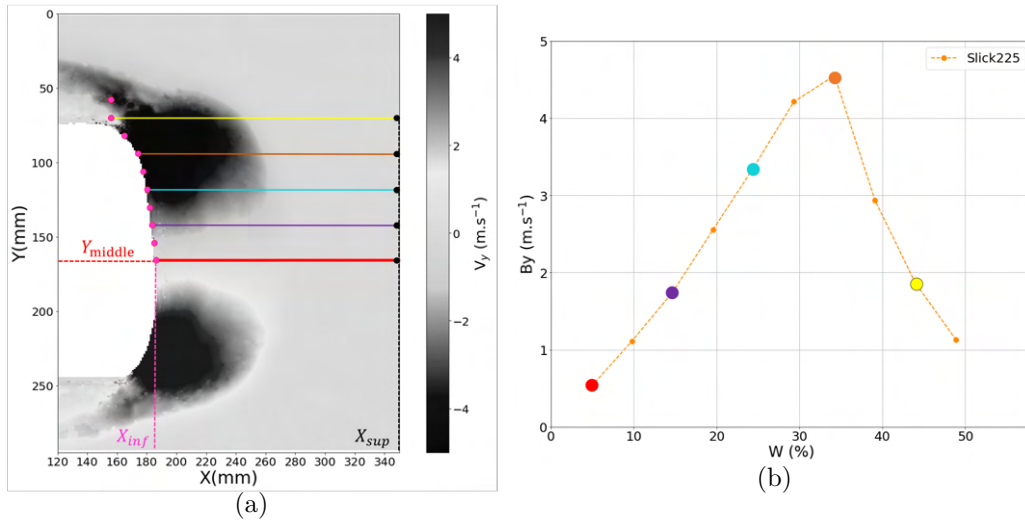 0
50
100
150
200
250
Y(mm)
Y_middle
X_inf
X_sup
120 140 160 180 200 220 240 260 280 300 320 340
X(mm)
4
2
0
−2
−4
V_y (m.s⁻¹)
(a)
5
4
3
2
1
0
By (m.s⁻¹)
Slick225
0 10 20 30 40 50
W (%)
(b)